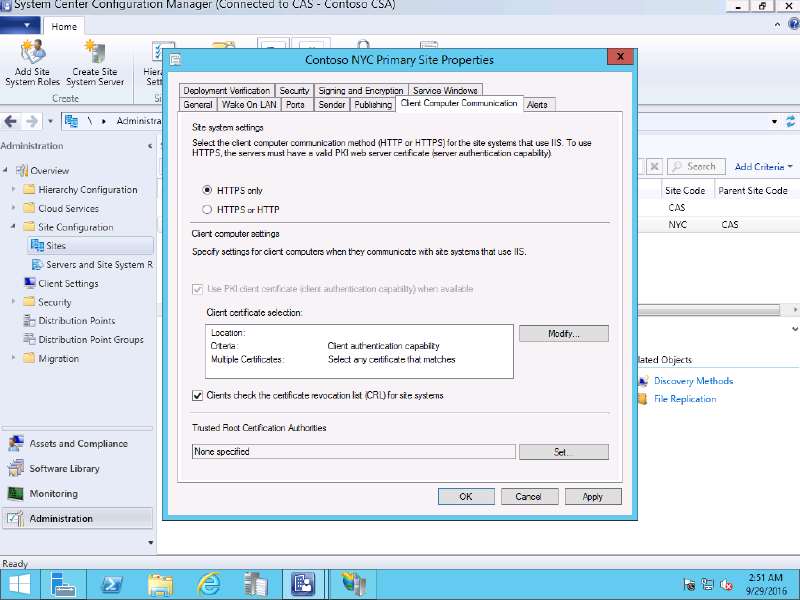 System Center Configuration Manager (Connected to CAS - Contoso CSA)
Home
Add Site
System Roles
Create Site
System Server
Create
Administration
Overview
Hierarchy Configuration
Cloud Services
Site Configuration
Sites
Servers and Site System R
Client Settings
Security
Distribution Points
Distribution Point Groups
Migration
Assets and Compliance
Software Library
Monitoring
Administration
Ready
Contoso NYC Primary Site Properties
Deployment Verification
Security
Signing and Encryption
Service Windows
General
Wake On LAN
Ports
Sender
Publishing
Client Computer Communication
Alerts
Site system settings
Select the client computer communication method (HTTP or HTTPS) for the site systems that use IIS. To use
HTTPS, the servers must have a valid PKI web server certificate (server authentication capability).
HTTPS only
HTTPS or HTTP
Client computer settings
Specify settings for client computers when they communicate with site systems that use IIS.
Use PKI client certificate (client authentication capability) when available
Client certificate selection:
Location:
Criteria: Client authentication capability
Multiple Certificates: Select any certificate that matches
Modify...
Clients check the certificate revocation list (CRL) for site systems
Trusted Root Certification Authorities
None specified
Set...
OK
Cancel
Apply
Search
Add Criteria
Site Code
Parent Site Code
CAS
NYC
CAS
lated Objects
Discovery Methods
File Replication
2:51 AM
9/29/2016